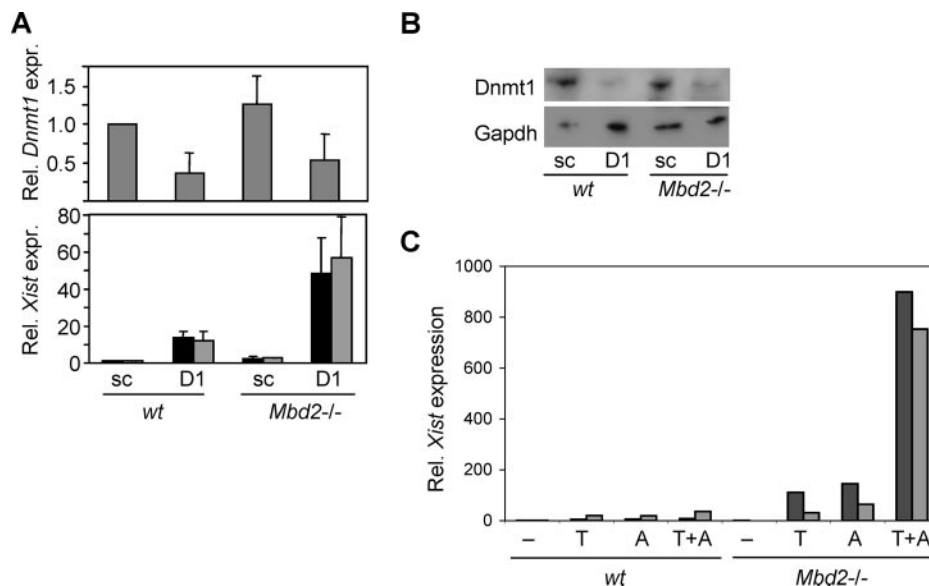 A
Rel. Dnmt1 expr.
1.5
1.0
0.5
Rel. Xist expr.
80
60
40
20
0
sc D1 sc D1
wt Mbd2-/-
B
Dnmt1
Gapdh
sc D1 sc D1
wt Mbd2-/-
C
Rel. Xist expression
1000
800
600
400
200
0
– T A T+A – T A T+A
wt Mbd2-/-